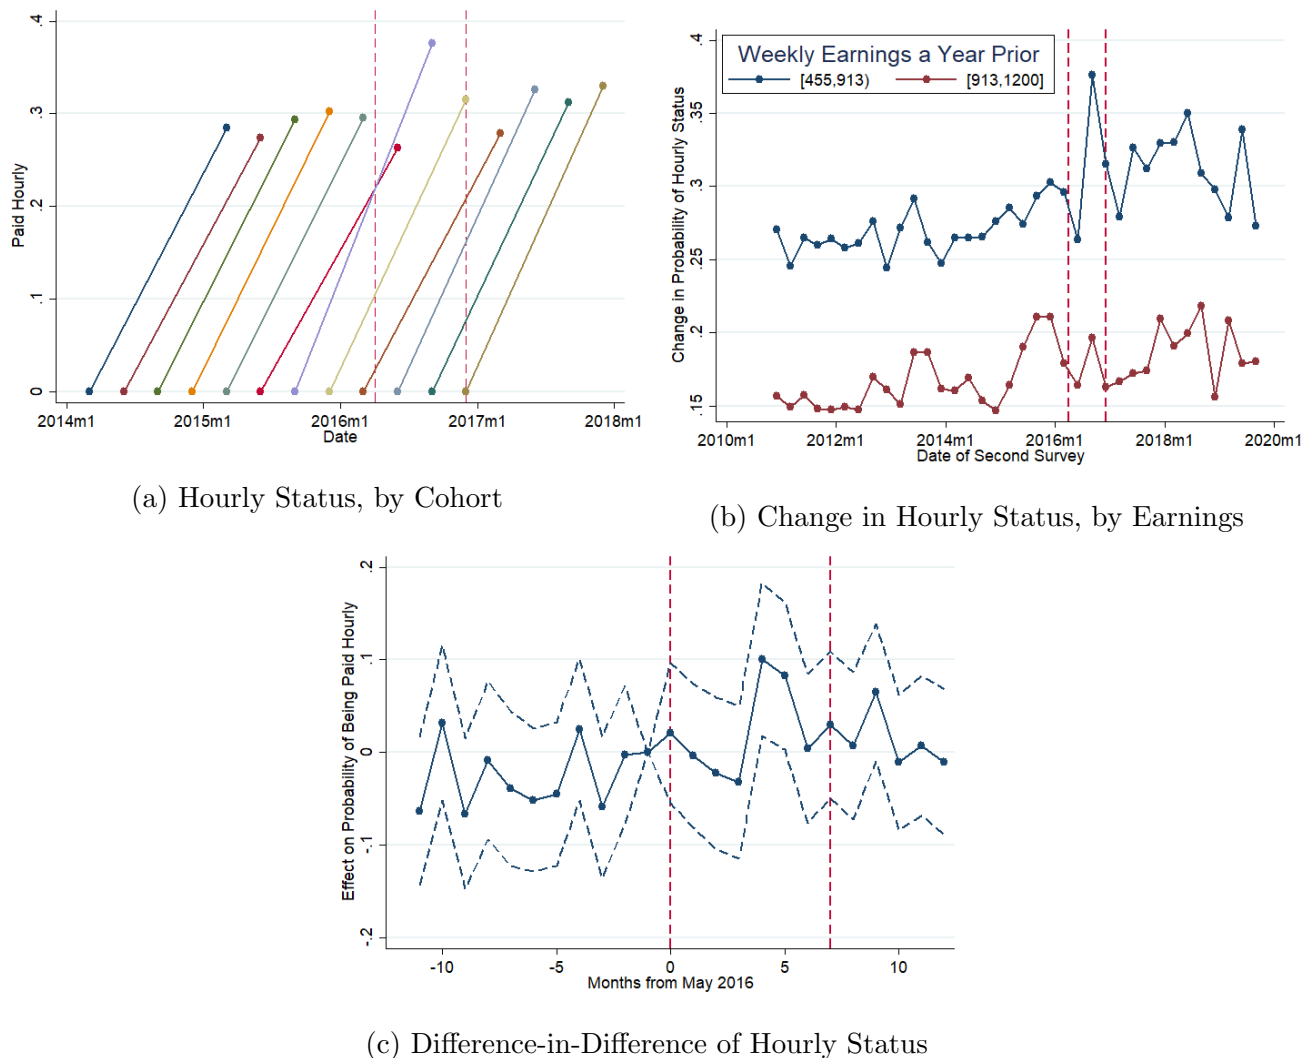 .4
.3
.2
.1
0
Paid Hourly
2014m1 2015m1 2016m1 2017m1 2018m1
Date
(a) Hourly Status, by Cohort
Weekly Earnings a Year Prior
[455,913) [913,1200]
.4
.35
.3
.25
.2
.15
Change in Probability of Hourly Status
2010m1 2012m1 2014m1 2016m1 2018m1 2020m1
Date of Second Survey
(b) Change in Hourly Status, by Earnings
.2
.1
0
-.1
-.2
Effect on Probability of Being Paid Hourly
-10 -5 0 5 10
Months from May 2016
(c) Difference-in-Difference of Hourly Status